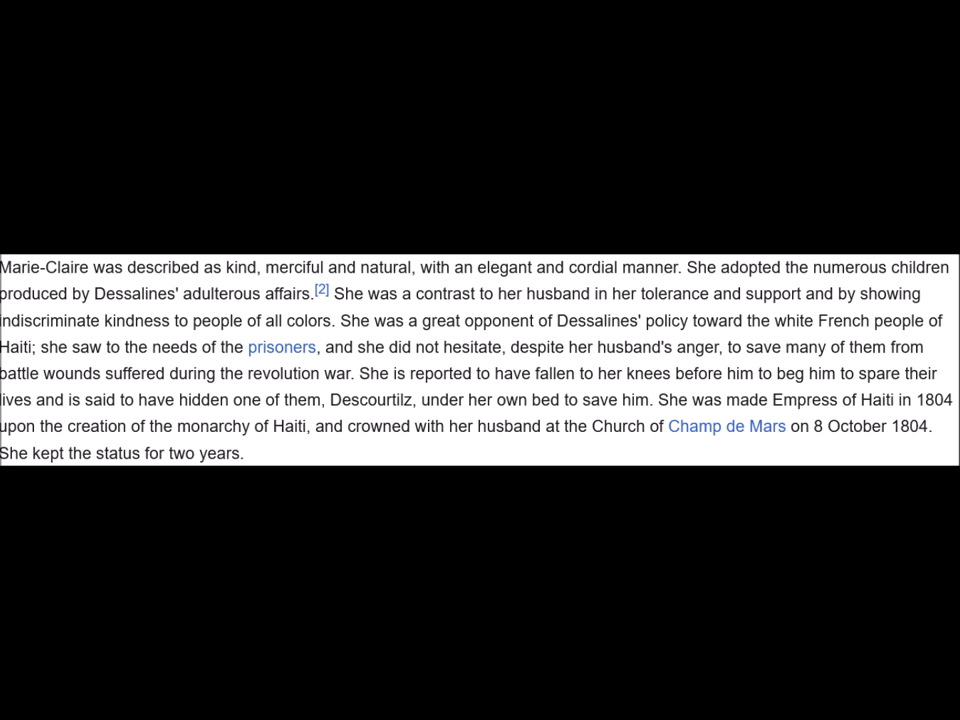 Marie-Claire was described as kind, merciful and natural, with an elegant and cordial manner. She adopted the numerous children
produced by Dessalines' adulterous affairs.[2] She was a contrast to her husband in her tolerance and support and by showing
indiscriminate kindness to people of all colors. She was a great opponent of Dessalines' policy toward the white French people of
Haiti; she saw to the needs of the prisoners, and she did not hesitate, despite her husband's anger, to save many of them from
battle wounds suffered during the revolution war. She is reported to have fallen to her knees before him to beg him to spare their
lives and is said to have hidden one of them, Descourtilz, under her own bed to save him. She was made Empress of Haiti in 1804
upon the creation of the monarchy of Haiti, and crowned with her husband at the Church of Champ de Mars on 8 October 1804.
She kept the status for two years.